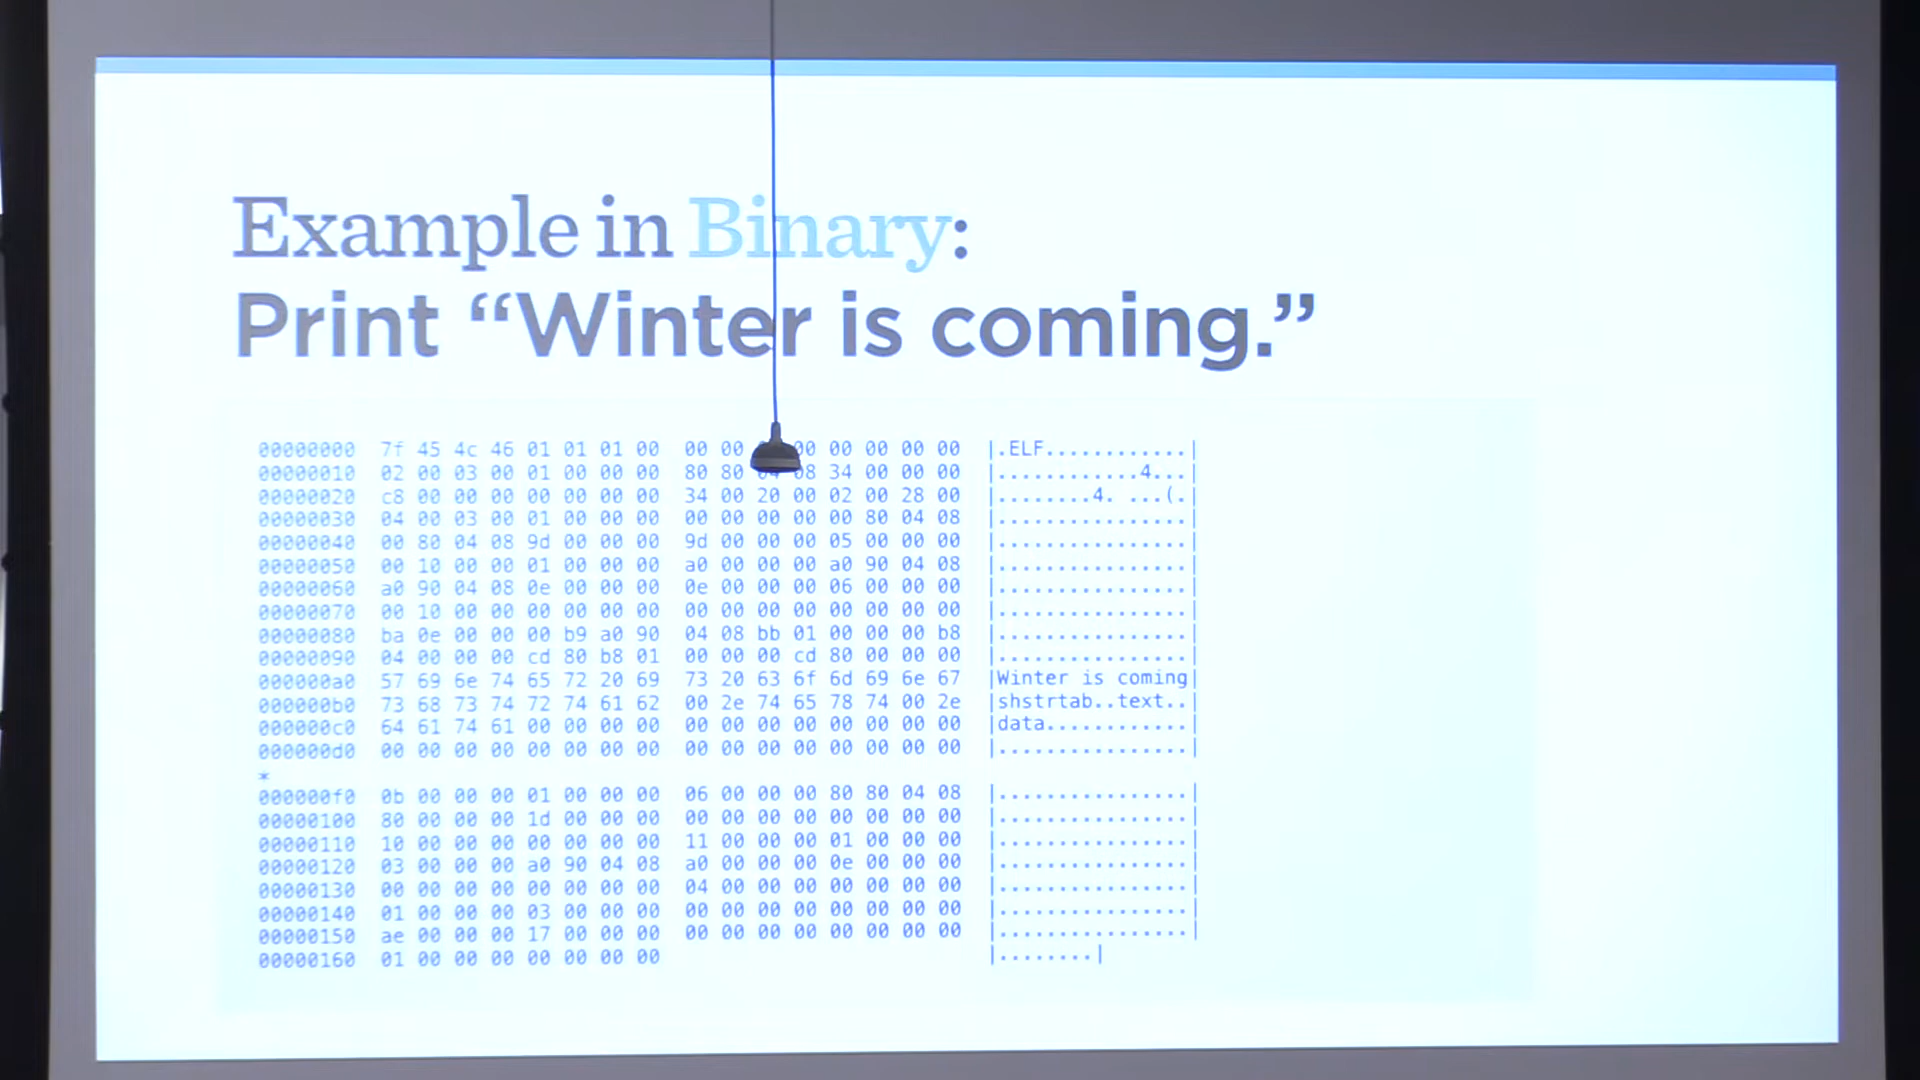 Example in Binary:
Print “Winter is coming.”
00000000 7f 45 4c 46 01 01 01 00 00 00 00 00 00 00 00 |.ELF............|
00000010 02 00 03 00 01 00 00 00 80 80 04 08 34 00 00 00 |............4...|
00000020 c8 00 00 00 00 00 00 00 34 00 20 00 02 00 28 00 |........4. ...(.|
00000030 04 00 03 00 01 00 00 00 00 00 00 00 00 80 04 08 |................|
00000040 00 80 04 08 9d 00 00 00 9d 00 00 00 05 00 00 00 |................|
00000050 00 10 00 00 01 00 00 00 a0 00 00 00 a0 90 04 08 |................|
00000060 a0 90 04 08 0e 00 00 00 0e 00 00 00 06 00 00 00 |................|
00000070 00 10 00 00 00 00 00 00 00 00 00 00 00 00 00 00 |................|
00000080 ba 0e 00 00 00 b9 a0 90 04 08 bb 01 00 00 00 b8 |................|
00000090 04 00 00 00 cd 80 b8 01 00 00 00 cd 80 00 00 00 |................|
000000a0 57 69 6e 74 65 72 20 69 73 20 63 6f 6d 69 6e 67 |Winter is coming|
000000b0 73 68 73 74 72 74 61 62 00 2e 74 65 78 74 00 2e |shstrtab..text..|
000000c0 64 61 74 61 00 00 00 00 00 00 00 00 00 00 00 00 |data............|
000000d0 00 00 00 00 00 00 00 00 00 00 00 00 00 00 00 00 |................|
*
000000f0 0b 00 00 00 01 00 00 00 06 00 00 00 80 80 04 08 |................|
00000100 80 00 00 00 1d 00 00 00 00 00 00 00 00 00 00 00 |................|
00000110 10 00 00 00 00 00 00 00 11 00 00 00 01 00 00 00 |................|
00000120 03 00 00 00 a0 90 04 08 a0 00 00 00 0e 00 00 00 |................|
00000130 00 00 00 00 00 00 00 00 04 00 00 00 00 00 00 00 |................|
00000140 01 00 00 00 03 00 00 00 00 00 00 00 00 00 00 00 |................|
00000150 ae 00 00 00 17 00 00 00 00 00 00 00 00 00 00 00 |................|
00000160 01 00 00 00 00 00 00 00 |........|